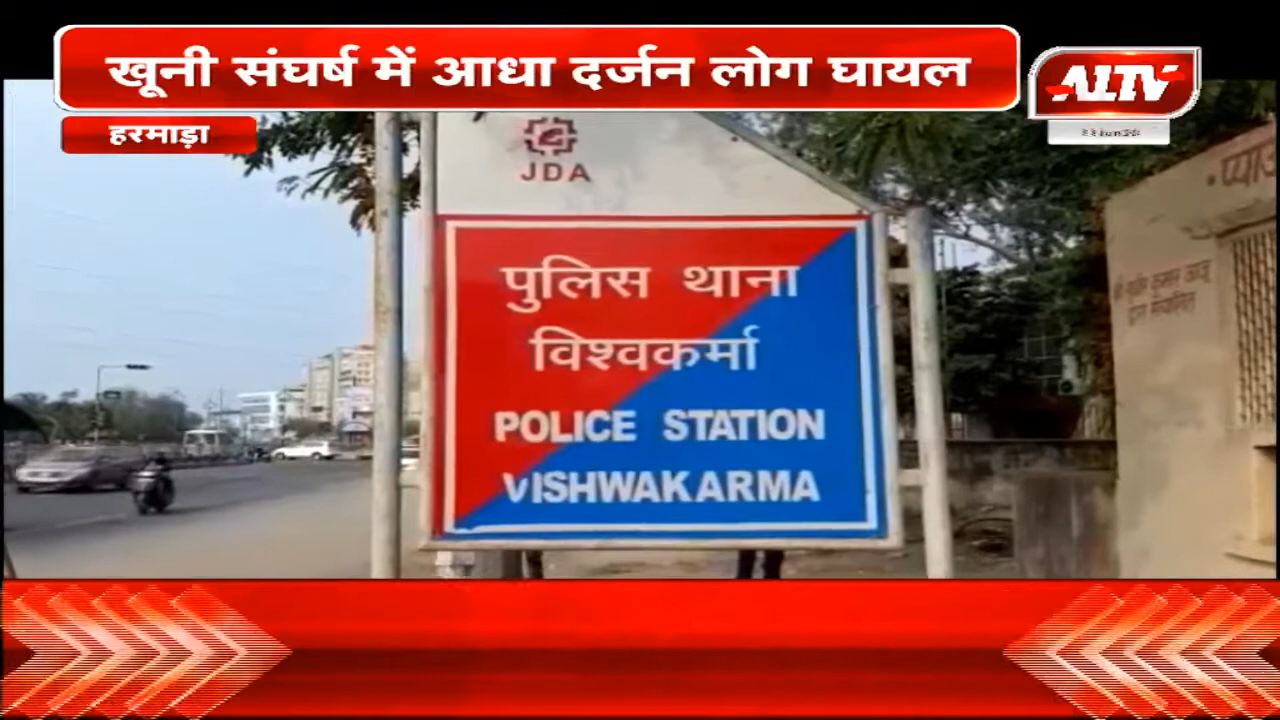 खूनी संघर्ष में आधा दर्जन लोग घायल
ALTV
हरमाड़ा
JDA
पुलिस थाना
विश्वकर्मा
POLICE STATION
VISHWAKARMA